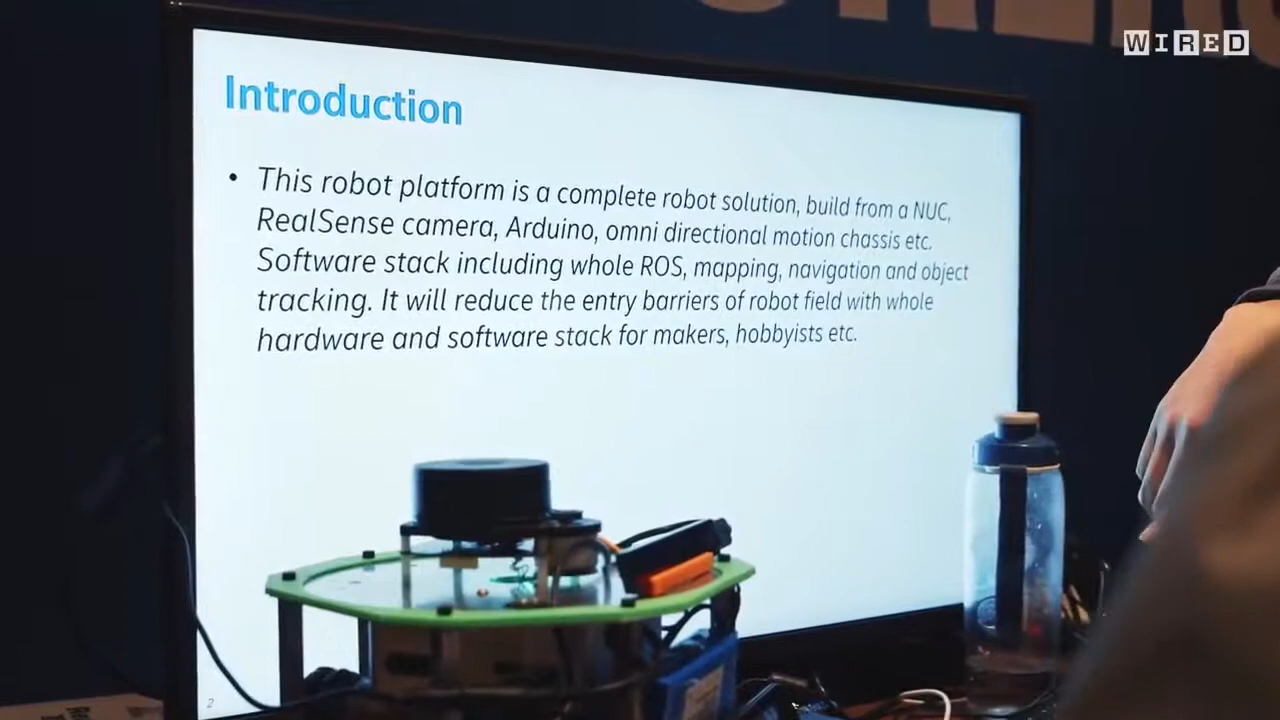 WIRED
Introduction
• This robot platform is a complete robot solution, build from a NUC,
RealSense camera, Arduino, omni directional motion chassis etc.
Software stack including whole ROS, mapping, navigation and object
tracking. It will reduce the entry barriers of robot field with whole
hardware and software stack for makers, hobbyists etc.
2